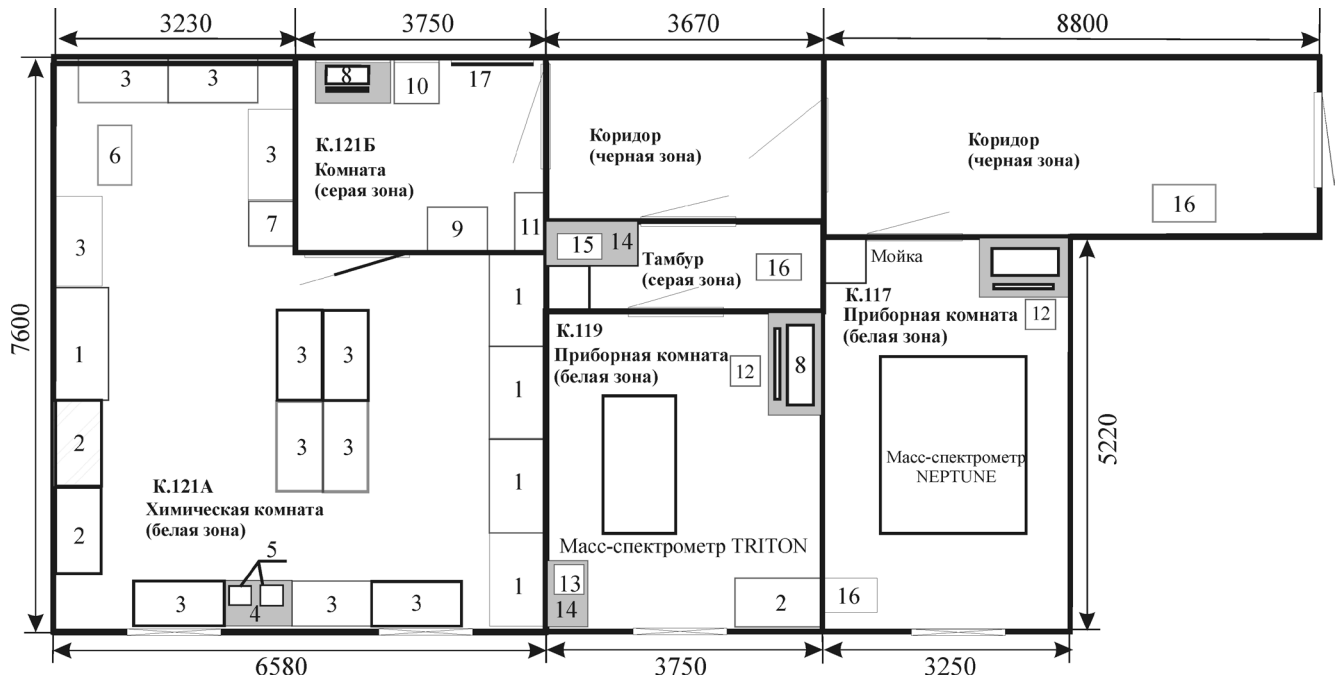 3230
3750
3670
8800
3
3
8
10
17
6
3
К.121Б
Комната
(серая зона)
Коридор
(черная зона)
Коридор
(черная зона)
7
9
11
16
3
15
14
Тамбур
(серая зона)
16
Мойка
7600
1
1
К.119
Приборная комната
(белая зона)
12
8
К.117
Приборная комната
(белая зона)
12
3
3
1
5220
2
3
3
Масс-спектрометр
NEPTUNE
К.121А
Химическая комната
(белая зона)
1
2
5
Масс-спектрометр TRITON
3
4
3
3
1
13
14
2
16
6580
3750
3250